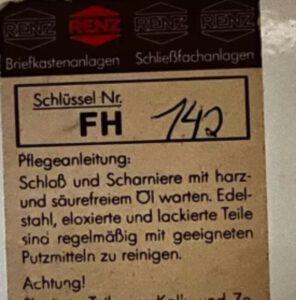 RENZ RENZ RENZ RENZ
Briefkastenanlagen Schließfachanlagen
Schlüssel Nr.
FH 142
Pflegeanleitung:
Schloß und Scharniere mit harz-
und säurefreiem Öl warten. Edel-
stahl, eloxierte und lackierte Teile
sind regelmäßig mit geeigneten
Putzmitteln zu reinigen.
Achtung!